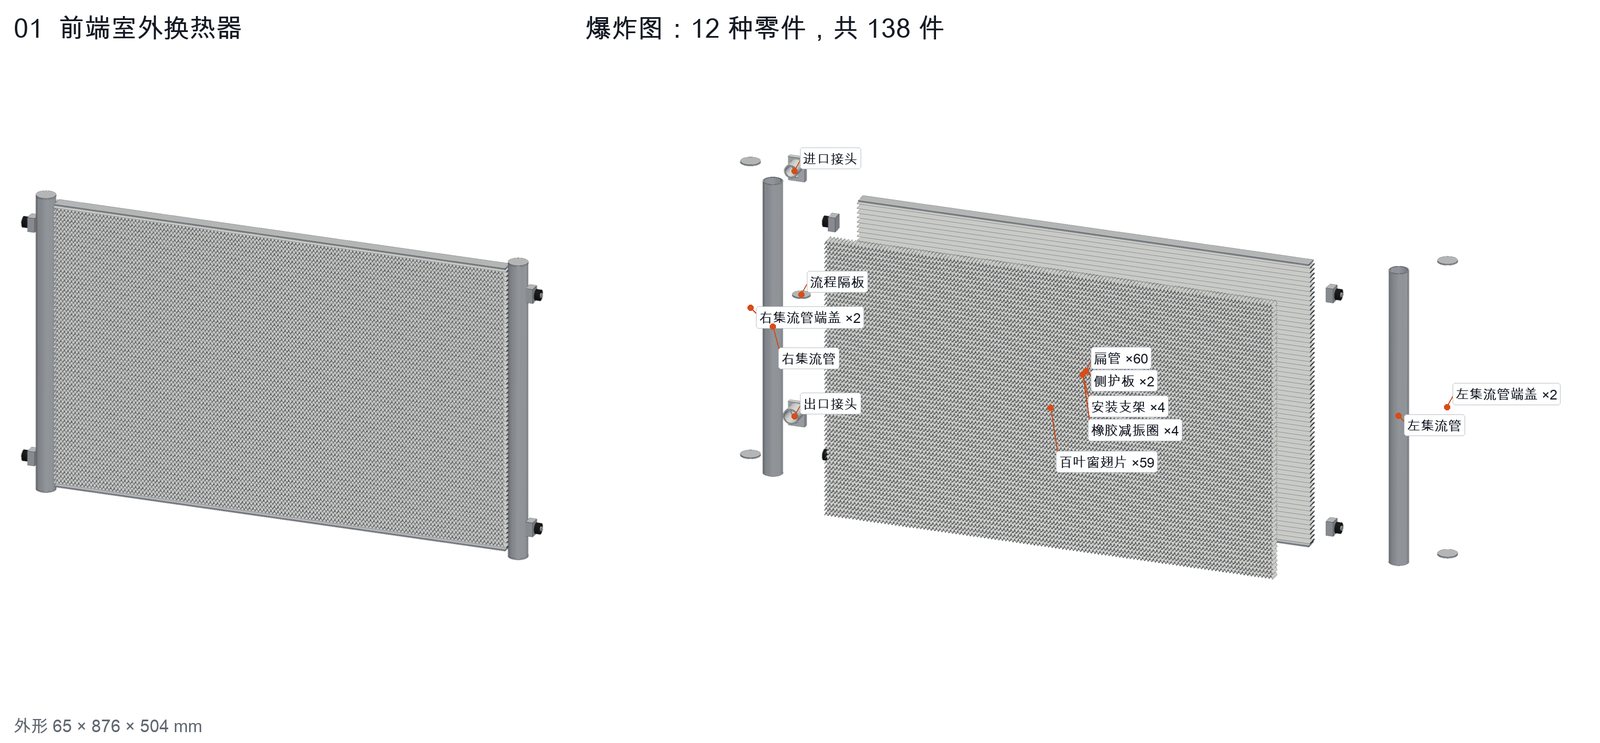 01 前端室外换热器
爆炸图：12 种零件，共 138 件
进口接头
流程隔板
右集流管端盖 ×2
右集流管
出口接头
扁管 ×60
侧护板 ×2
安装支架 ×4
橡胶减振圈 ×4
百叶窗翅片 ×59
左集流管端盖 ×2
左集流管
外形 65 × 876 × 504 mm